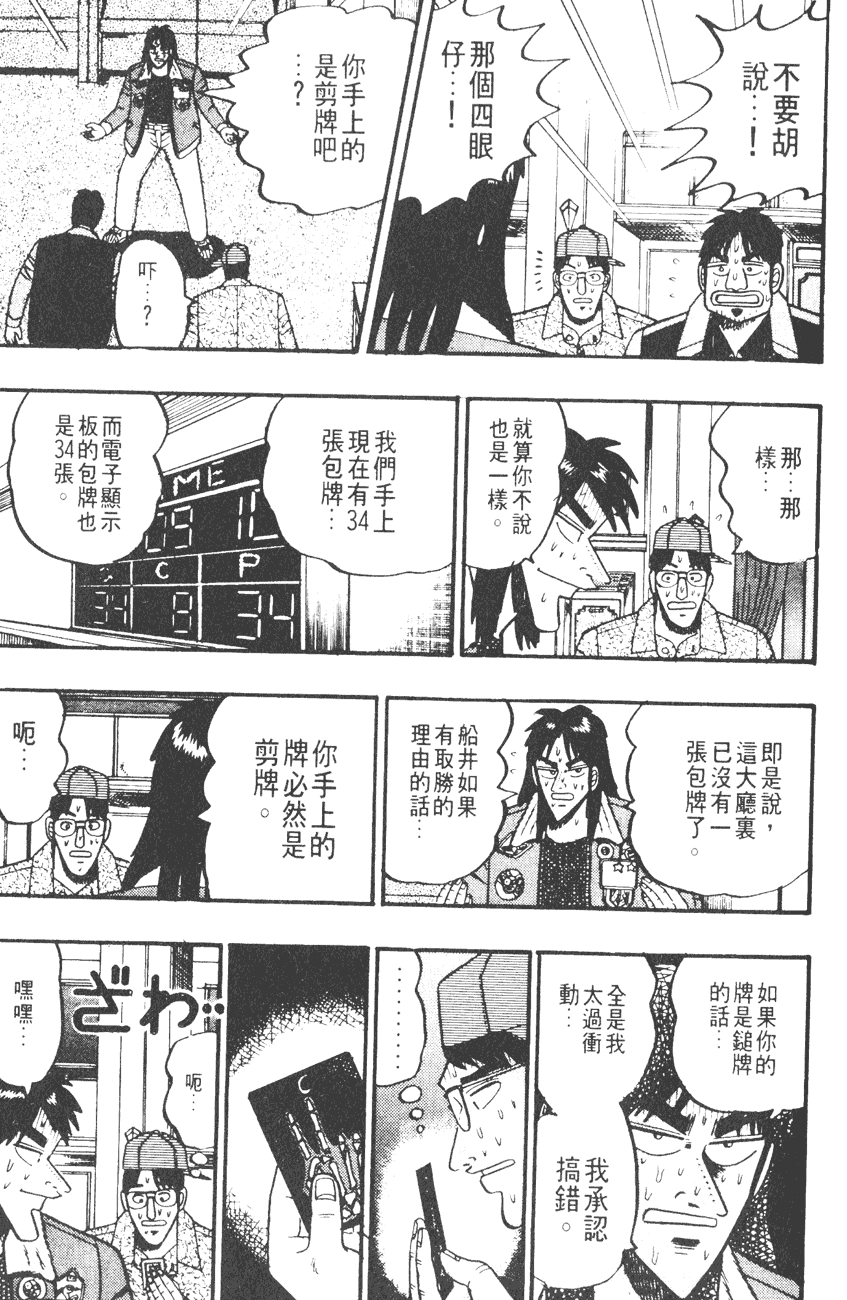 不要胡
說…！
那個四眼
仔…！
你手上的
是剪牌吧
…？
吓…？
那…那
樣…
就算你不說
也是一樣。
我們手上
現在有34
張包牌…
而電子顯示
板的包牌也
是34張。
ME
G C P
34
即是說，
這大廳裏
已沒有一
張包牌了。
船井如果
有取勝的
理由的話…
你手上的
牌必然是
剪牌。
呃…
如果你的
牌是鎚牌
的話…
全是我
太過衝
動…
我承認
搞錯。
……
ざわ…
呃…
嘿
嘿…